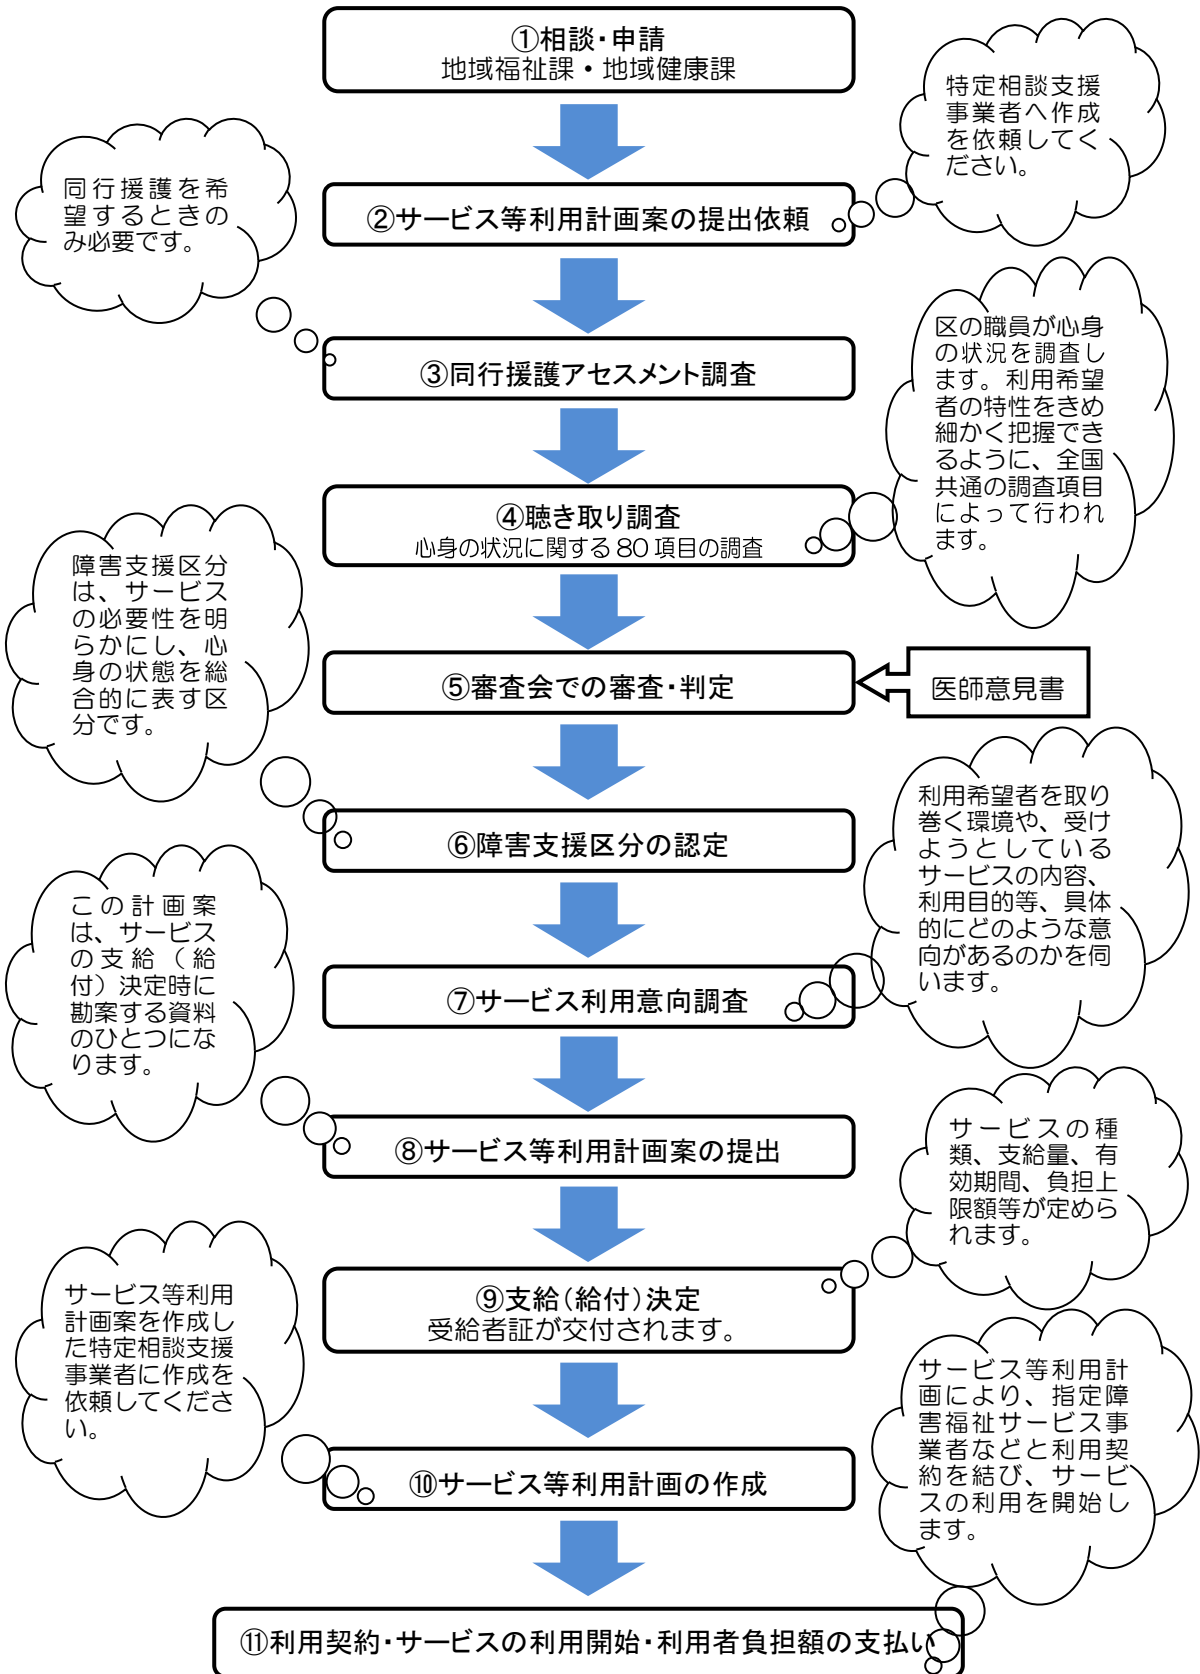 ①相談・申請
地域福祉課・地域健康課
特定相談支援
事業者へ作成
を依頼してく
ださい。
②サービス等利用計画案の提出依頼
同行援護を希
望するときの
み必要です。
③同行援護アセスメント調査
区の職員が心身
の状況を調査し
ます。利用希望
者の特性をきめ
細かく把握でき
るように、全国
共通の調査項目
によって行われ
ます。
④聴き取り調査
心身の状況に関する80項目の調査
⑤審査会での審査・判定
医師意見書
障害支援区分
は、サービス
の必要性を明
らかにし、心
身の状態を総
合的に表す区
分です。
⑥障害支援区分の認定
利用希望者を取り
巻く環境や、受け
ようとしている
サービスの内容、
利用目的等、具体
的にどのような意
向があるのかを伺
います。
⑦サービス利用意向調査
この計画案
は、サービス
の支給（給
付）決定時に
勘案する資料
のひとつにな
ります。
⑧サービス等利用計画案の提出
サービスの種
類、支給量、有
効期間、負担上
限額等が定めら
れます。
⑨支給（給付）決定
受給者証が交付されます。
サービス等利用
計画案を作成し
た特定相談支援
事業者に作成を
依頼してくださ
い。
⑩サービス等利用計画の作成
サービス等利用計
画により、指定障
害福祉サービス事
業者などと利用契
約を結び、サービ
スの利用を開始し
ます。
⑪利用契約・サービスの利用開始・利用者負担額の支払い